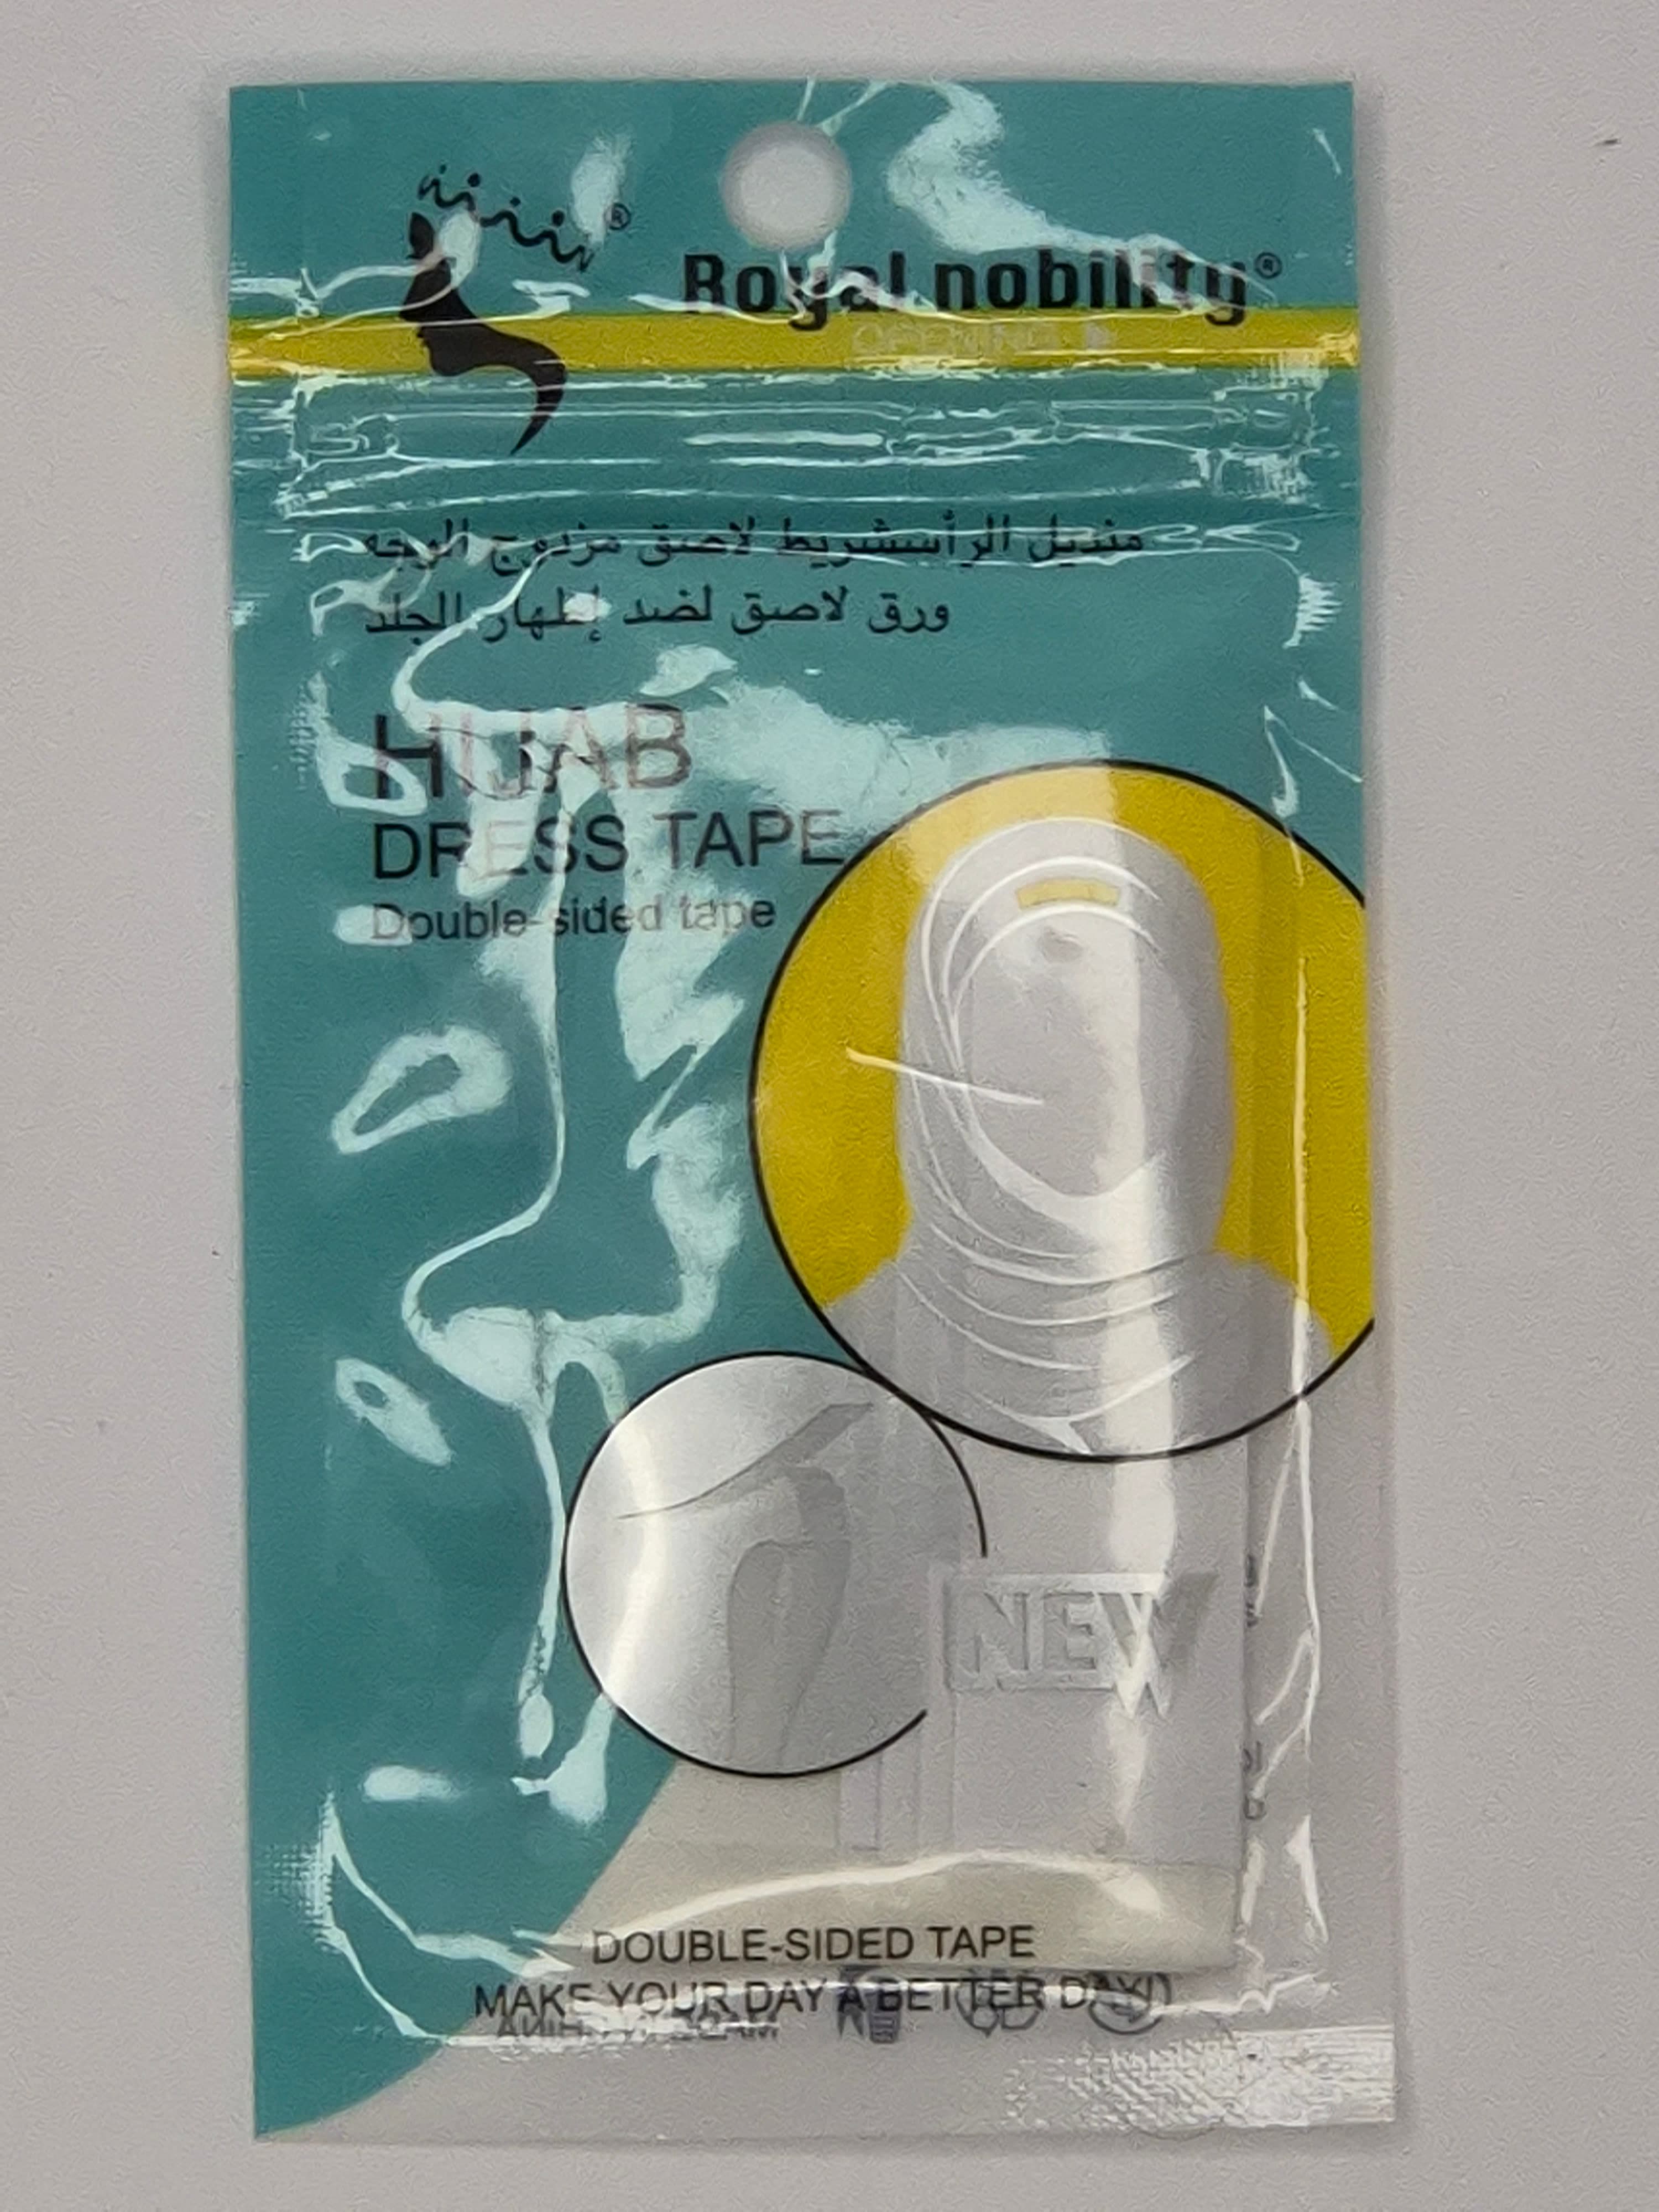 ®
Royal nobility®
OPENING
منديل الرأسشريط لاصق مزدوج الوجه
ورق لاصق لضد إظهار الجلد
HIJAB
DRESS TAPE
Double-sided tape
NEW
DOUBLE-SIDED TAPE
MAKE YOUR DAY A BETTER DAY!